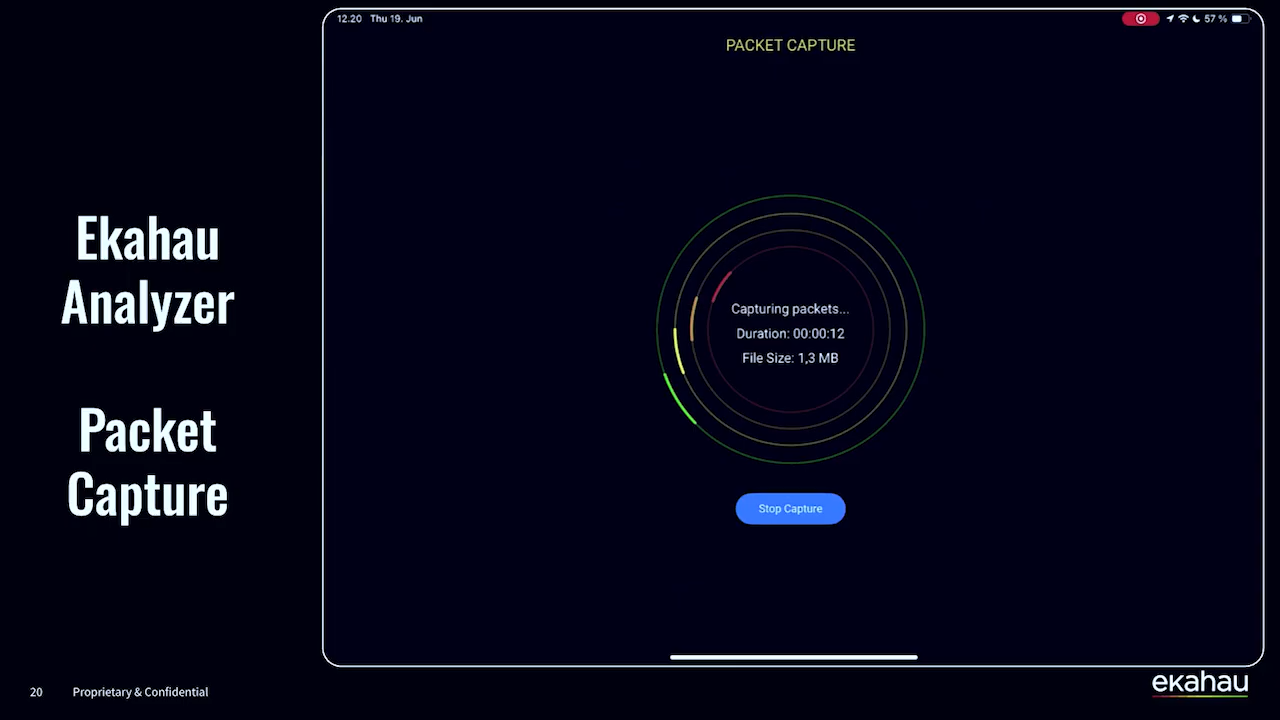 12.20 Thu 19. Jun
57 %
PACKET CAPTURE
Ekahau
Analyzer
Packet
Capture
Capturing packets...
Duration: 00:00:12
File Size: 1,3 MB
Stop Capture
20 Proprietary & Confidential
ekahau